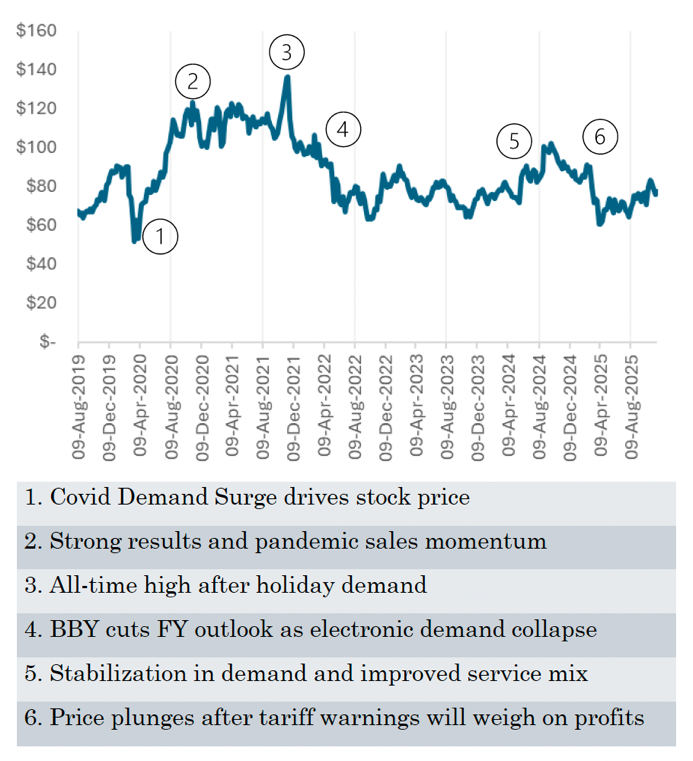 $160
$140
$120
$100
$80
$60
$40
$20
$-
1
2
3
4
5
6
09-Aug-2019
09-Dec-2019
09-Apr-2020
09-Aug-2020
09-Dec-2020
09-Apr-2021
09-Aug-2021
09-Dec-2021
09-Apr-2022
09-Aug-2022
09-Dec-2022
09-Apr-2023
09-Aug-2023
09-Dec-2023
09-Apr-2024
09-Aug-2024
09-Dec-2024
09-Apr-2025
09-Aug-2025
1. Covid Demand Surge drives stock price
2. Strong results and pandemic sales momentum
3. All-time high after holiday demand
4. BBY cuts FY outlook as electronic demand collapse
5. Stabilization in demand and improved service mix
6. Price plunges after tariff warnings will weigh on profits